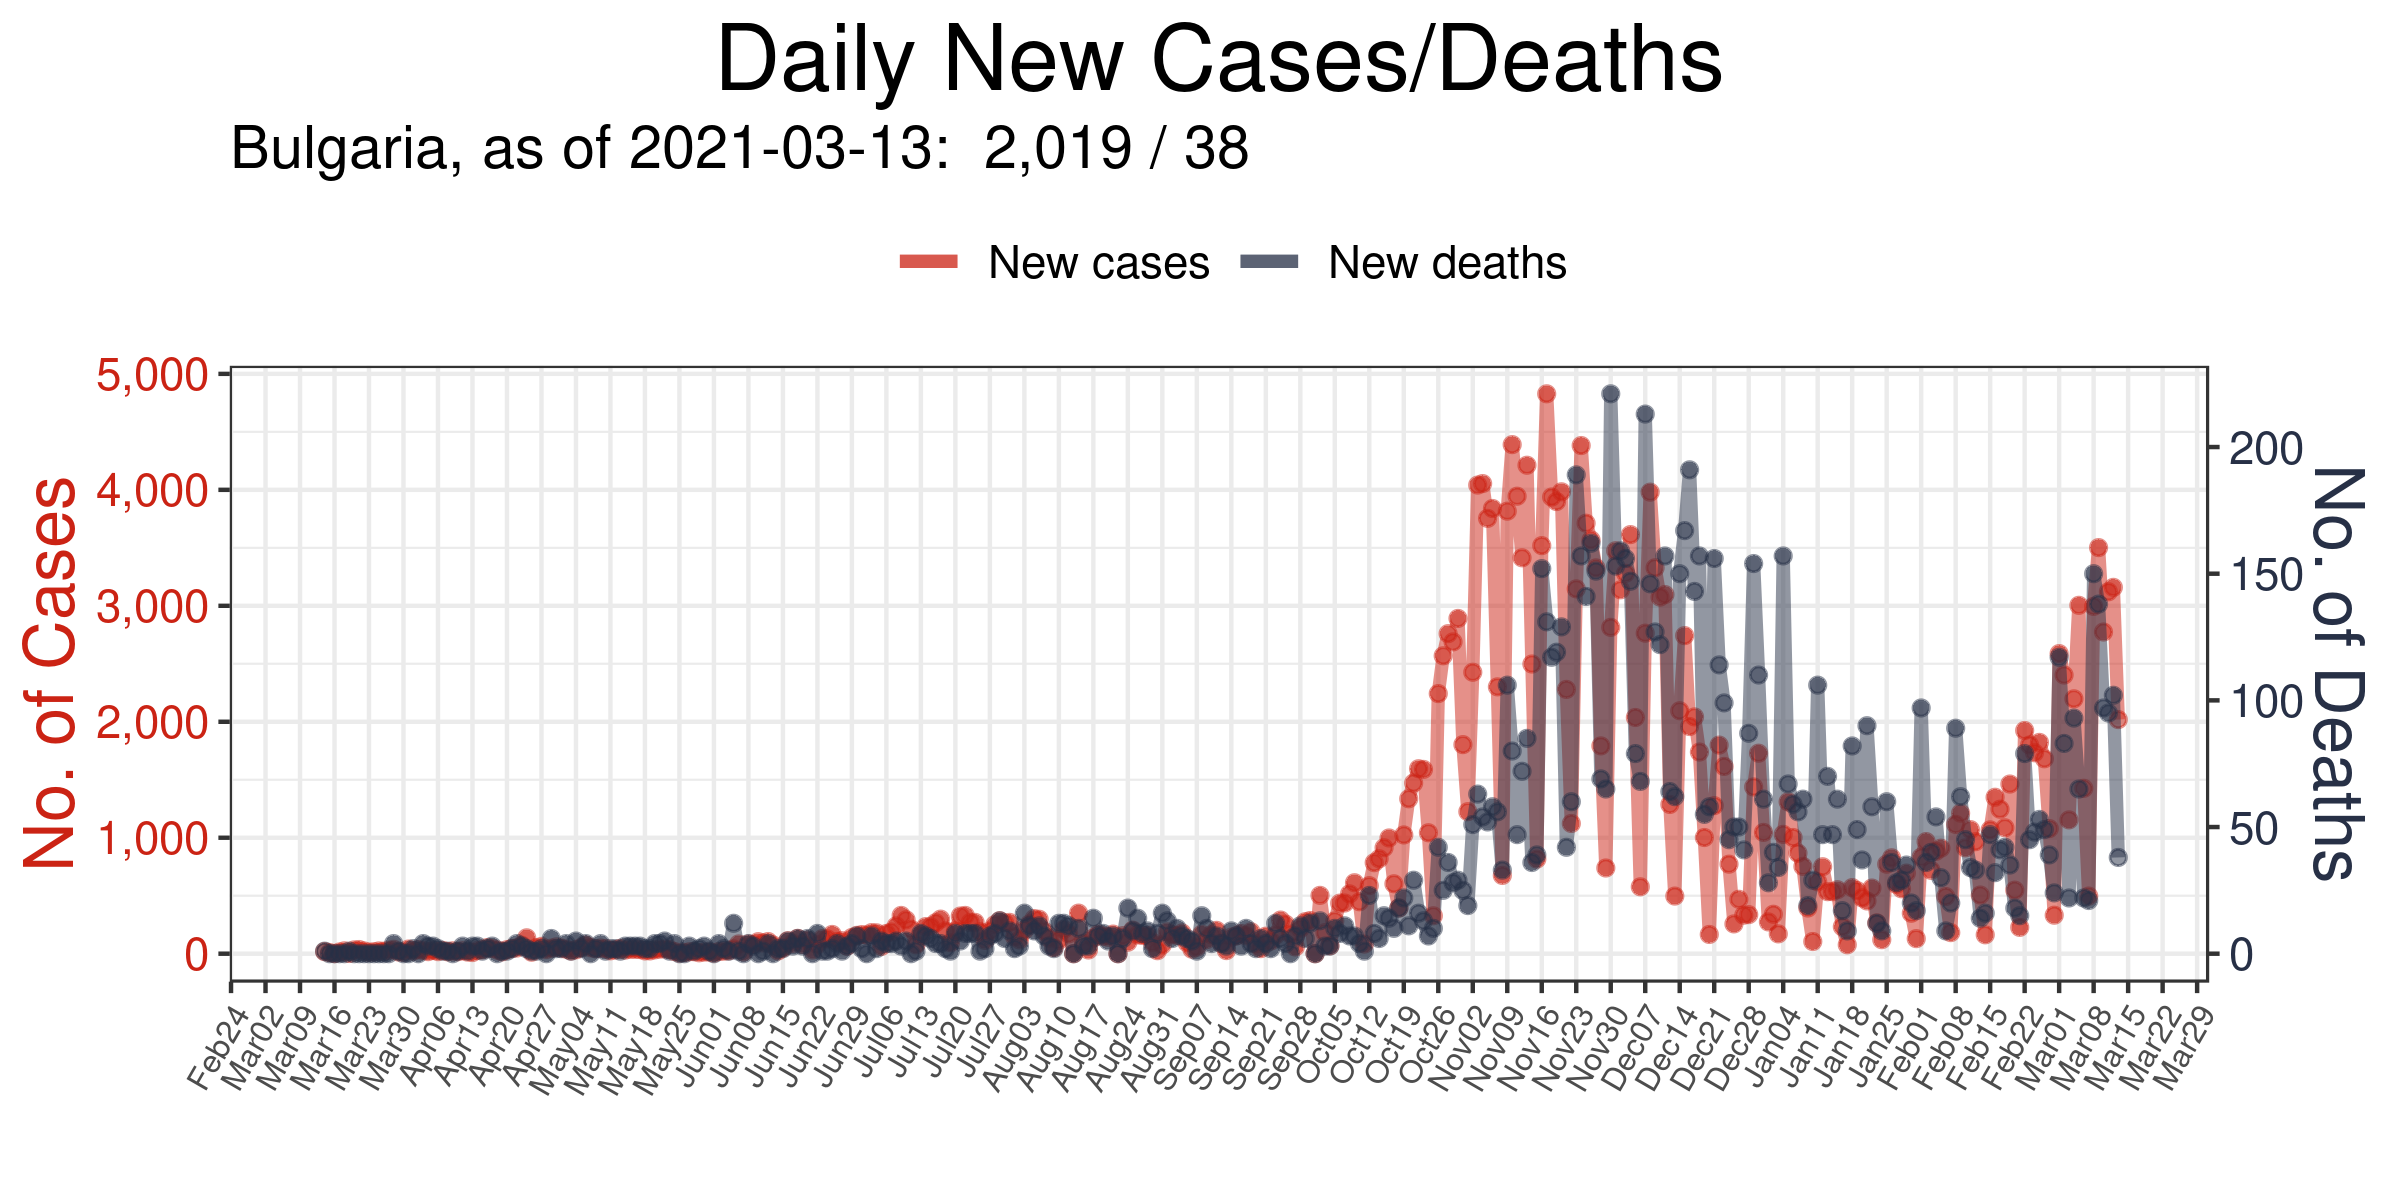 Daily New Cases/Deaths
Bulgaria, as of 2021-03-13:  2,019 / 38
New cases
New deaths
No. of Cases
5,000
4,000
3,000
2,000
1,000
0
No. of Deaths
200
150
100
50
0
Feb24
Mar02
Mar09
Mar16
Mar23
Mar30
Apr06
Apr13
Apr20
Apr27
May04
May11
May18
May25
Jun01
Jun08
Jun15
Jun22
Jun29
Jul06
Jul13
Jul20
Jul27
Aug03
Aug10
Aug17
Aug24
Aug31
Sep07
Sep14
Sep21
Sep28
Oct05
Oct12
Oct19
Oct26
Nov02
Nov09
Nov16
Nov23
Nov30
Dec07
Dec14
Dec21
Dec28
Jan04
Jan11
Jan18
Jan25
Feb01
Feb08
Feb15
Feb22
Mar01
Mar08
Mar15
Mar22
Mar29